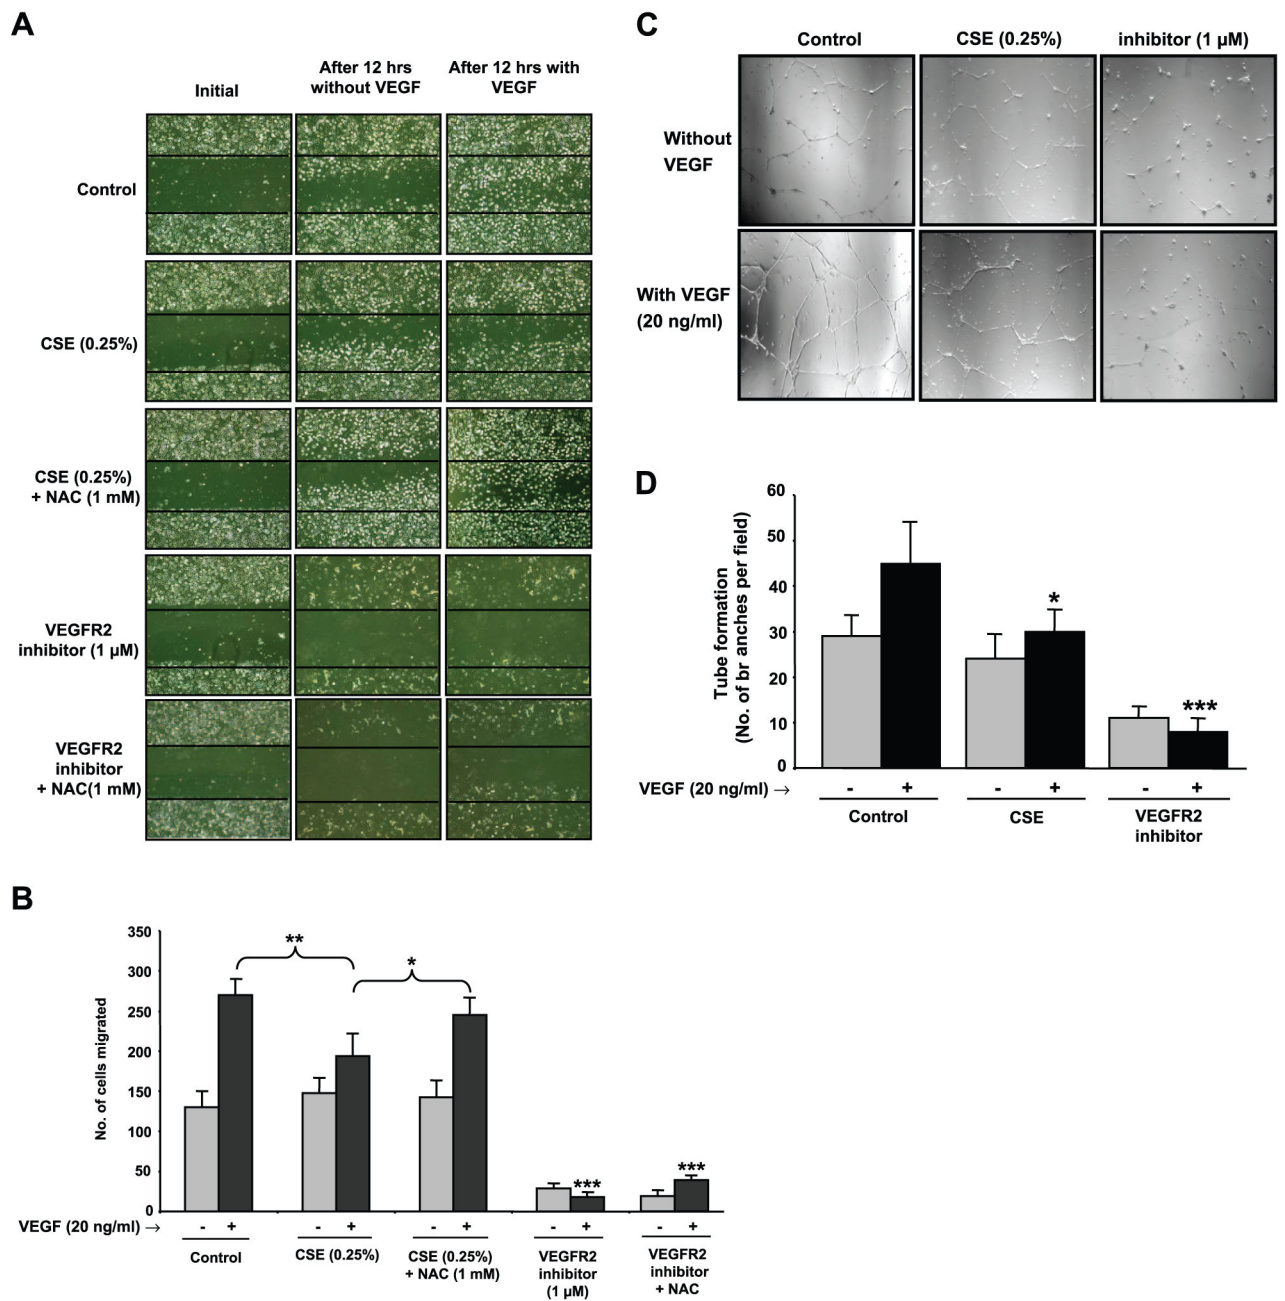 A
Initial
After 12 hrs
without VEGF
After 12 hrs with
VEGF
Control
CSE (0.25%)
CSE (0.25%)
+ NAC (1 mM)
VEGFR2
inhibitor (1 µM)
VEGFR2
inhibitor
+ NAC(1 mM)
B
350
300
250
200
150
100
50
0
No. of cells migrated
**
*
***
***
VEGF (20 ng/ml) →
- + - + - + - + - +
Control
CSE (0.25%)
CSE (0.25%)
+ NAC (1 mM)
VEGFR2
inhibitor
(1 µM)
VEGFR2
inhibitor
+ NAC
C
Control
CSE (0.25%)
inhibitor (1 µM)
Without
VEGF
With VEGF
(20 ng/ml)
D
60
50
40
30
20
10
0
Tube formation
(No. of br anches per field)
*
***
VEGF (20 ng/ml) →
- + - + - +
Control
CSE
VEGFR2
inhibitor